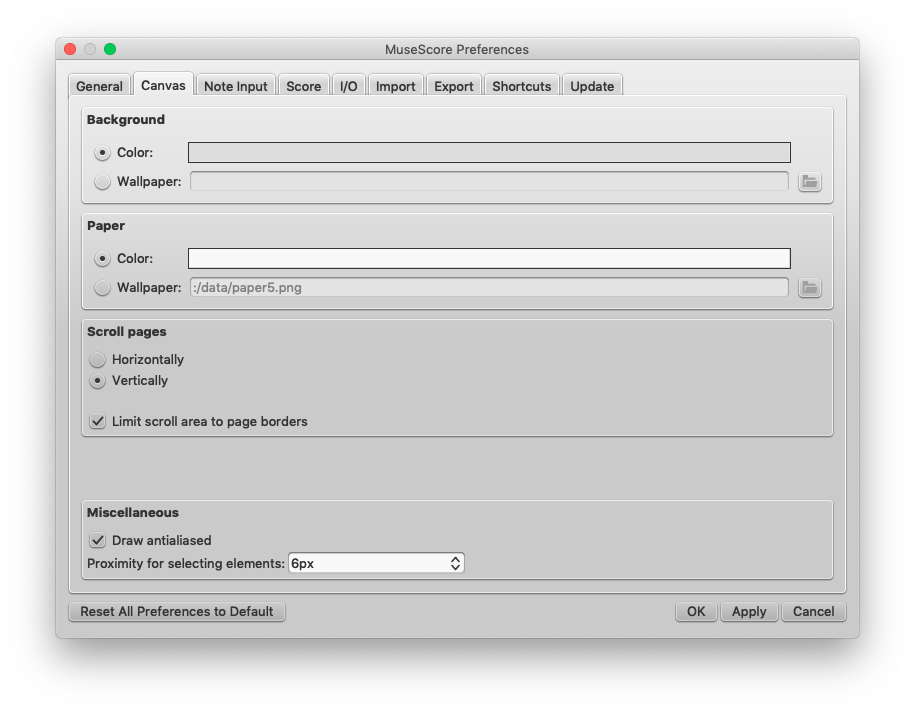 MuseScore Preferences
General Canvas Note Input Score I/O Import Export Shortcuts Update
Background
Color:
Wallpaper:
Paper
Color:
Wallpaper: :/data/paper5.png
Scroll pages
Horizontally
Vertically
Limit scroll area to page borders
Miscellaneous
Draw antialiased
Proximity for selecting elements: 6px
Reset All Preferences to Default OK Apply Cancel